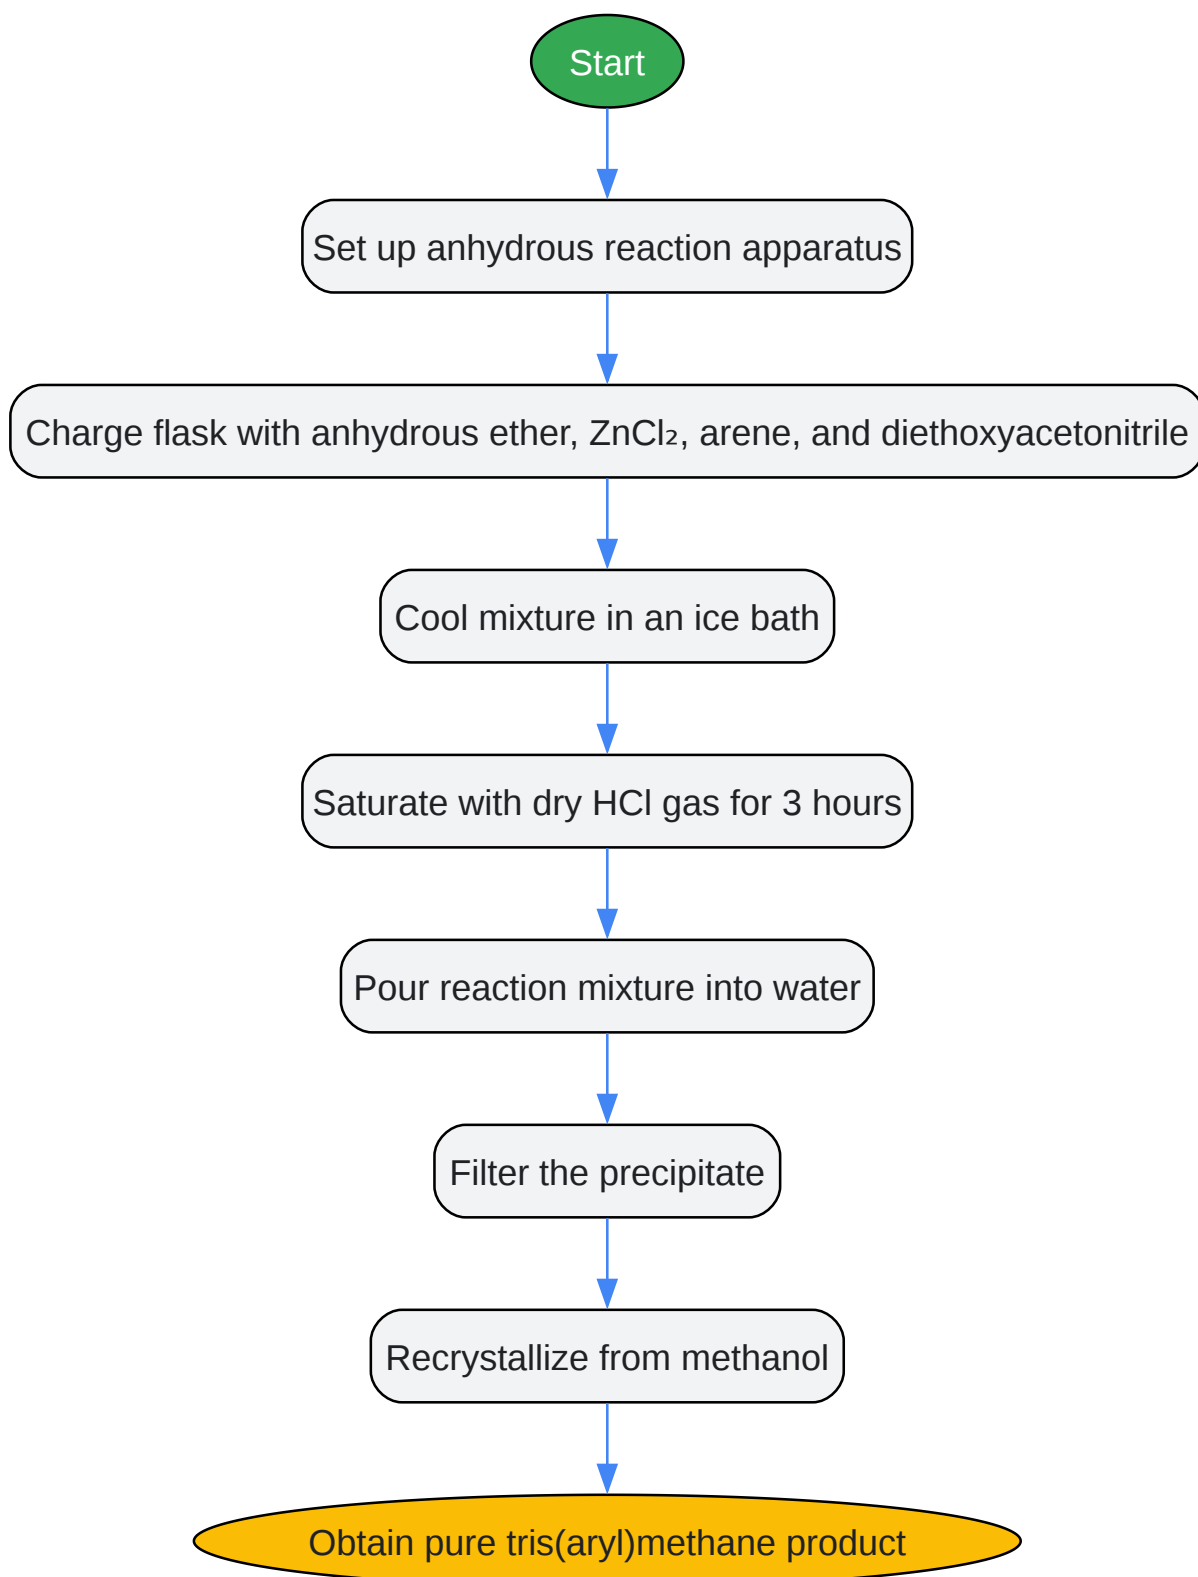 Start
Set up anhydrous reaction apparatus
Charge flask with anhydrous ether, ZnCl₂, arene, and diethoxyacetonitrile
Cool mixture in an ice bath
Saturate with dry HCl gas for 3 hours
Pour reaction mixture into water
Filter the precipitate
Recrystallize from methanol
Obtain pure tris(aryl)methane product